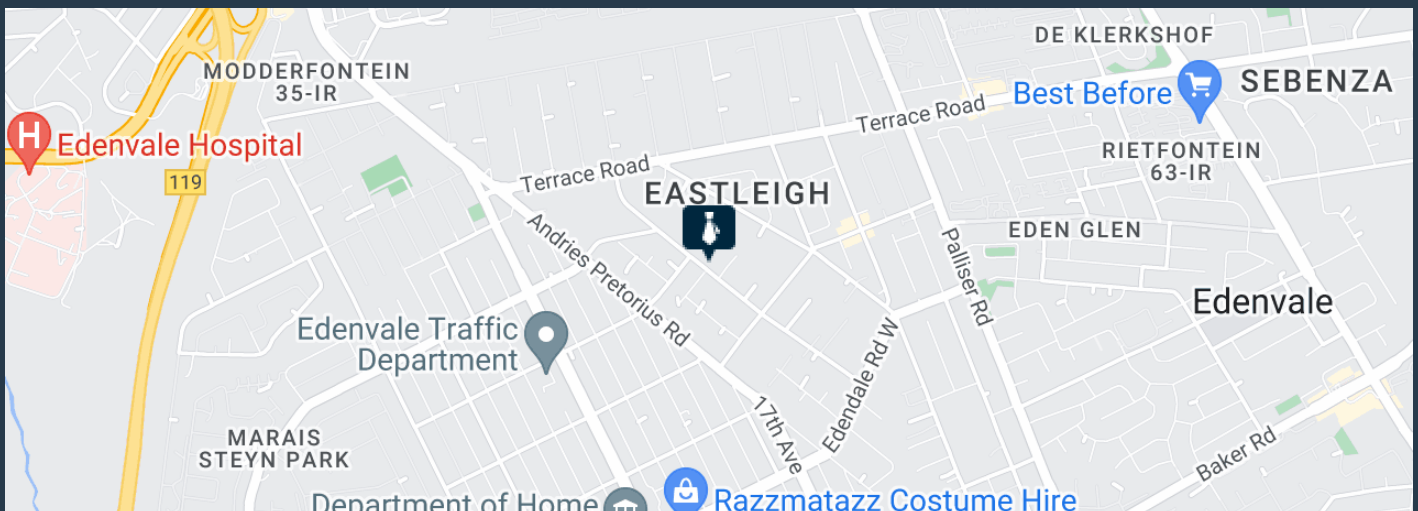 DE KLERKSHOF
MODDERFONTEIN
35-IR
SEBENZA
Best Before
Terrace Road
H
Edenvale Hospital
RIETFONTEIN
63-IR
Terrace Road
119
EASTLEIGH
EDEN GLEN
Andries Pretorius Rd
Palliser Rd
Edenvale
Edenvale Traffic
Department
Edendale Rd W
17th Ave
MARAIS
STEYN PARK
Baker Rd
Department of Home
Razzmatazz Costume Hire